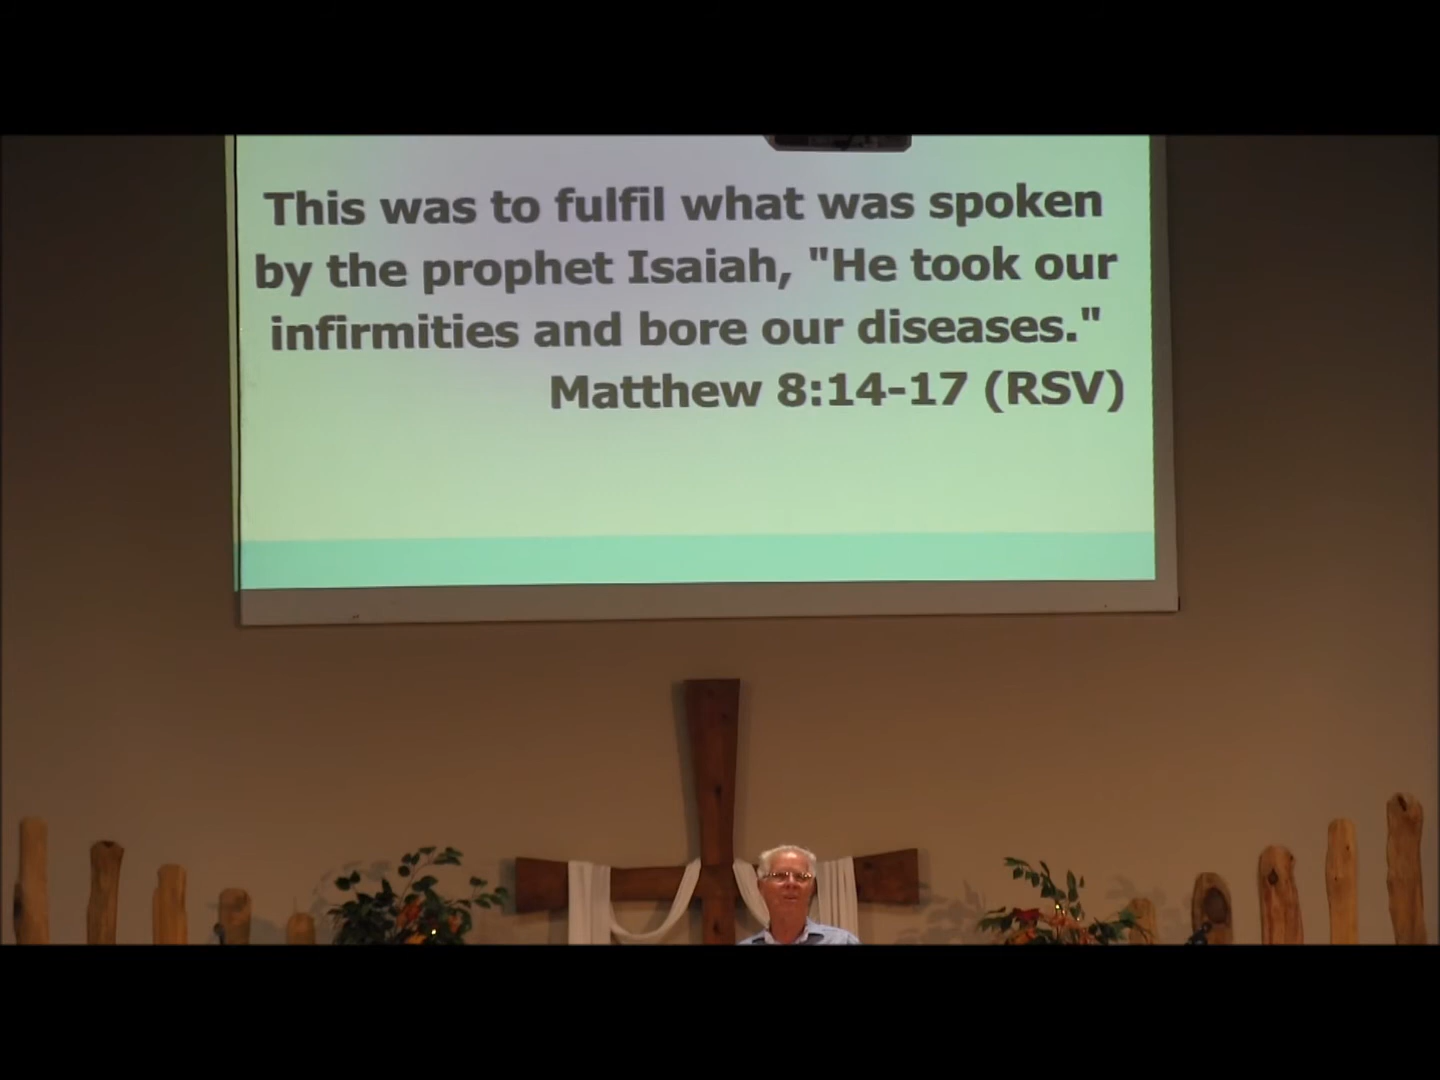 This was to fulfil what was spoken
by the prophet Isaiah, "He took our
infirmities and bore our diseases."
Matthew 8:14-17 (RSV)